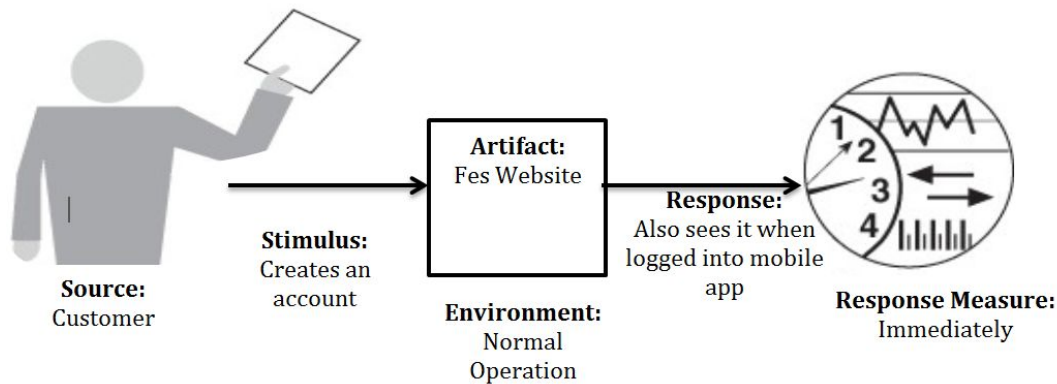 Source:
Customer
Stimulus:
Creates an
account
Artifact:
Fes Website
Environment:
Normal
Operation
Response:
Also sees it when
logged into mobile
app
1
2
3
4
Response Measure:
Immediately